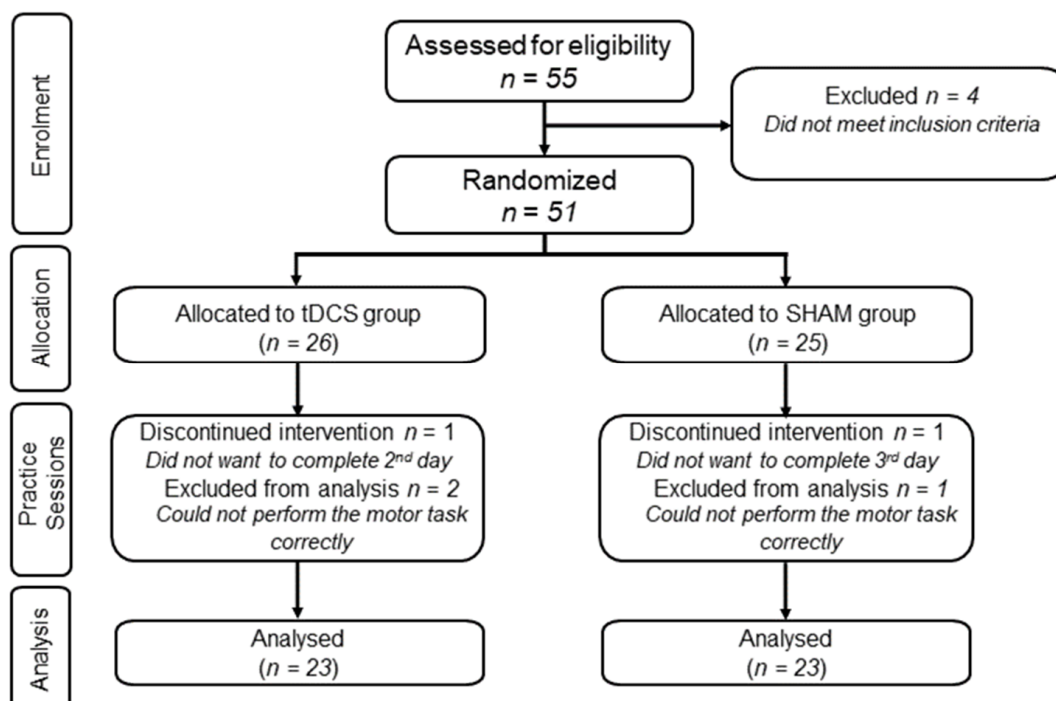 Enrolment
Assessed for eligibility
n = 55
Excluded n = 4
Did not meet inclusion criteria
Randomized
n = 51
Allocation
Allocated to tDCS group
(n = 26)
Allocated to SHAM group
(n = 25)
Practice
Sessions
Discontinued intervention n = 1
Did not want to complete 2nd day
Excluded from analysis n = 2
Could not perform the motor task
correctly
Discontinued intervention n = 1
Did not want to complete 3rd day
Excluded from analysis n = 1
Could not perform the motor task
correctly
Analysis
Analysed
(n = 23)
Analysed
(n = 23)